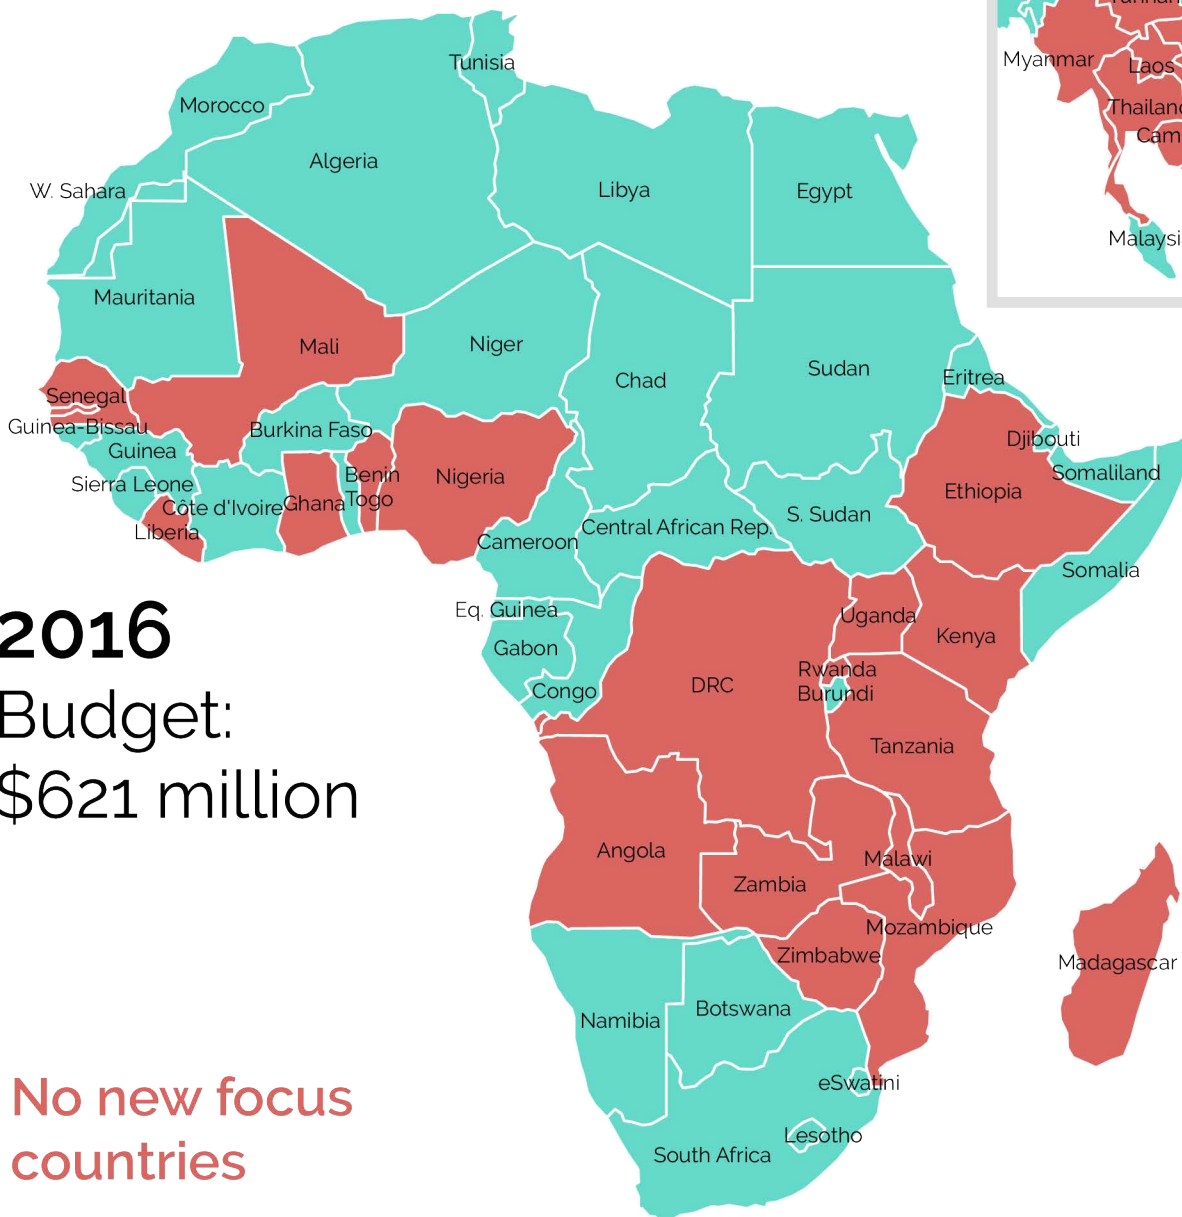 Tunisia
Morocco
Algeria
W. Sahara
Libya
Egypt
Mauritania
Mali
Niger
Chad
Sudan
Eritrea
Senegal
Guinea-Bissau
Guinea
Burkina Faso
Djibouti
Somaliland
Sierra Leone
Côte d'Ivoire
Ghana
Benin
Togo
Nigeria
Ethiopia
Liberia
Cameroon
Central African Rep.
S. Sudan
Somalia
Eq. Guinea
Gabon
Congo
DRC
Uganda
Kenya
Rwanda
Burundi
Tanzania
Angola
Zambia
Malawi
Mozambique
Zimbabwe
Madagascar
Namibia
Botswana
eSwatini
Lesotho
South Africa
Myanmar
Laos
Thailand
Cam
Malaysi
2016
Budget:
$621 million
No new focus
countries